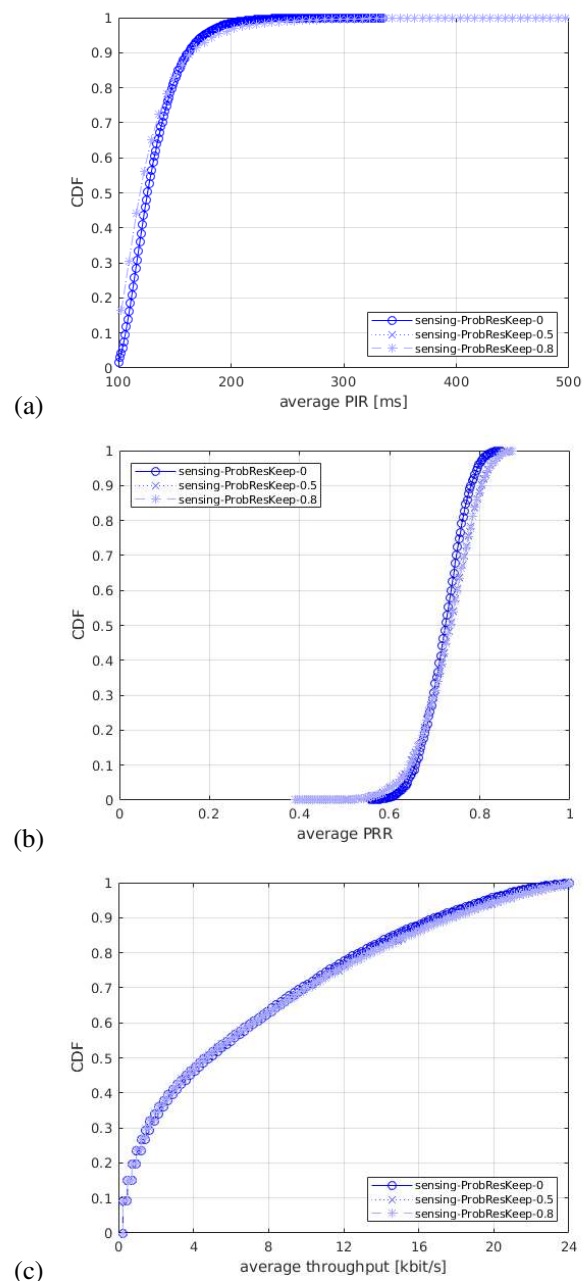 1
0.9
0.8
0.7
0.6
0.5
0.4
0.3
0.2
0.1
0
CDF
sensing-ProbResKeep-0
sensing-ProbResKeep-0.5
sensing-ProbResKeep-0.8
100 200 300 400 500
average PIR [ms]
(a)
1
0.9
0.8
0.7
0.6
0.5
0.4
0.3
0.2
0.1
0
CDF
sensing-ProbResKeep-0
sensing-ProbResKeep-0.5
sensing-ProbResKeep-0.8
0 0.2 0.4 0.6 0.8 1
average PRR
(b)
1
0.9
0.8
0.7
0.6
0.5
0.4
0.3
0.2
0.1
0
CDF
sensing-ProbResKeep-0
sensing-ProbResKeep-0.5
sensing-ProbResKeep-0.8
0 4 8 12 16 20 24
average throughput [kbit/s]
(c)